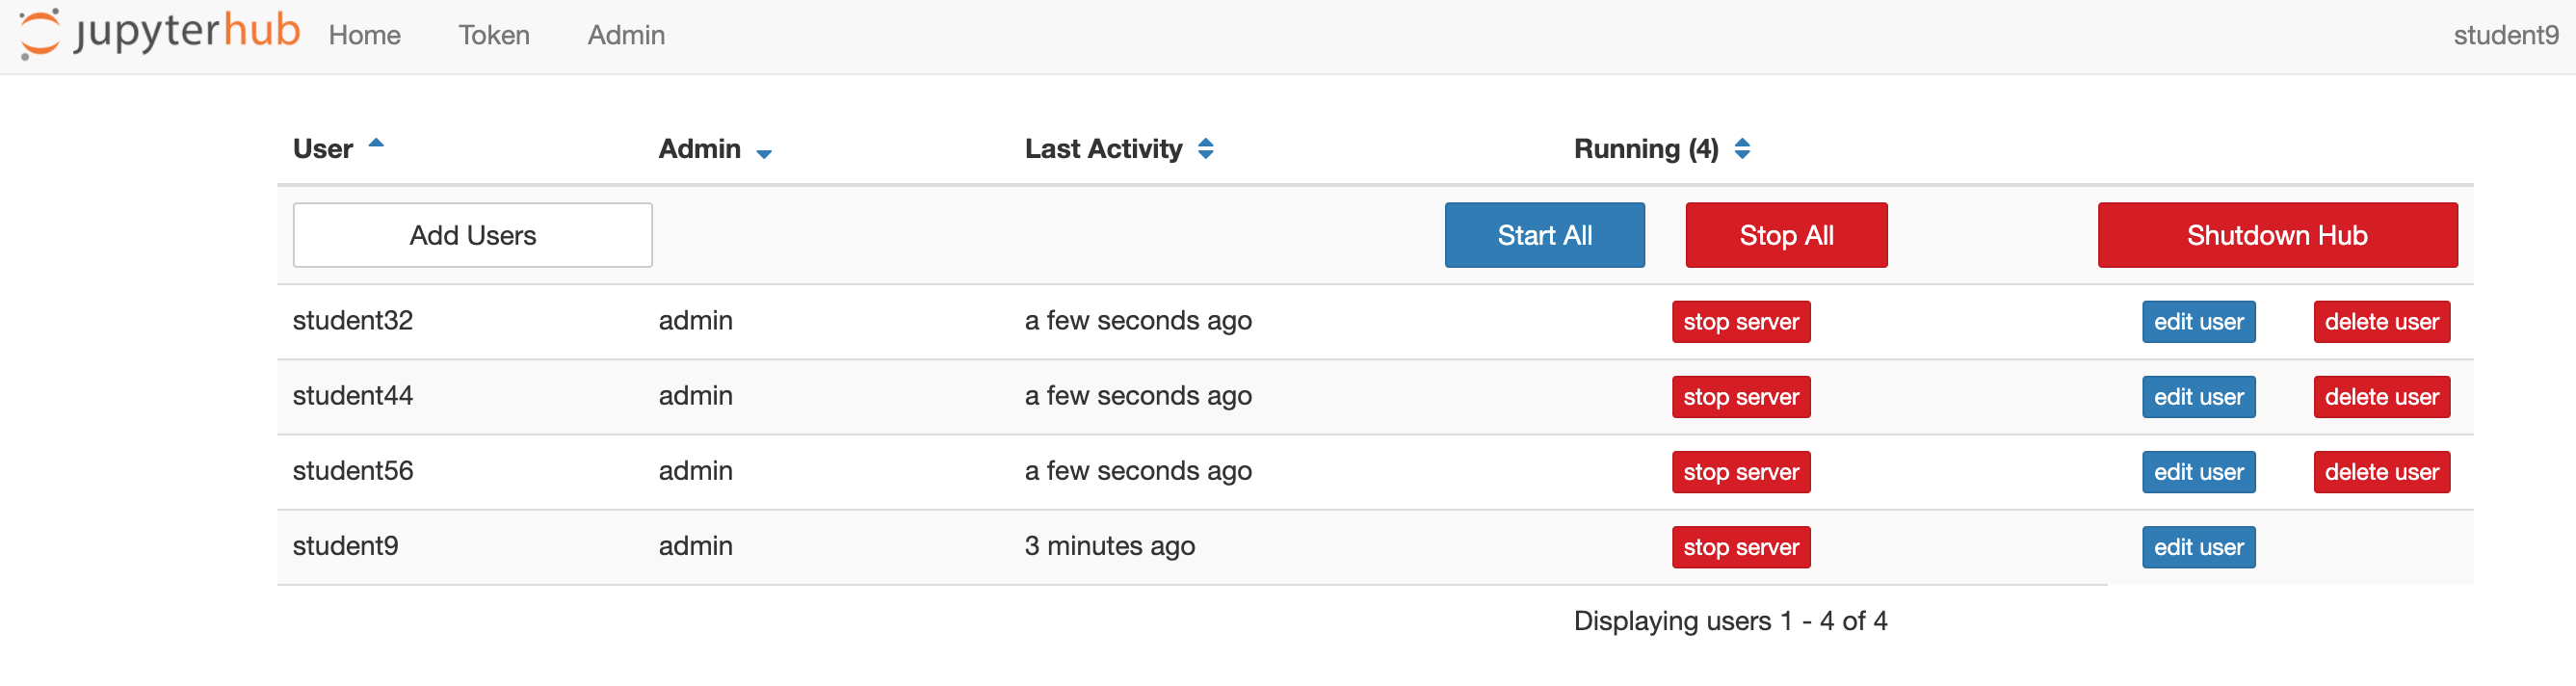 jupyterhub Home Token Admin student9
User Admin Last Activity Running (4)
Add Users Start All Stop All Shutdown Hub
student32 admin a few seconds ago stop server edit user delete user
student44 admin a few seconds ago stop server edit user delete user
student56 admin a few seconds ago stop server edit user delete user
student9 admin 3 minutes ago stop server edit user
Displaying users 1 - 4 of 4